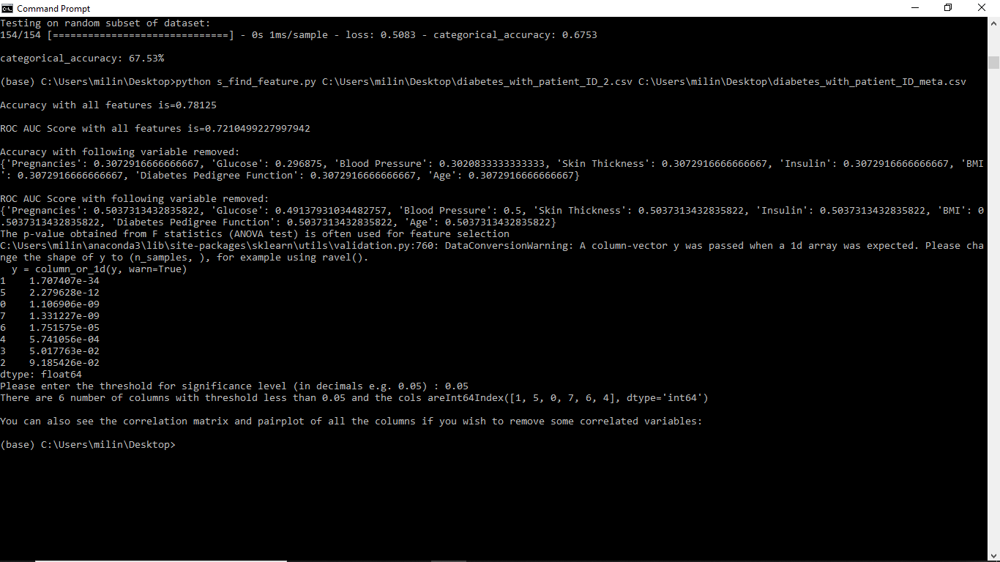 Command Prompt
Testing on random subset of dataset:
154/154 [==============================] - 0s 1ms/sample - loss: 0.5083 - categorical_accuracy: 0.6753
categorical_accuracy: 67.53%
(base) C:\Users\milin\Desktop>python s_find_feature.py C:\Users\milin\Desktop\diabetes_with_patient_ID_2.csv C:\Users\milin\Desktop\diabetes_with_patient_ID_meta.csv
Accuracy with all features is=0.78125
ROC AUC Score with all features is=0.7210499227997942
Accuracy with following variable removed:
{'Pregnancies': 0.3072916666666667, 'Glucose': 0.296875, 'Blood Pressure': 0.3020833333333333, 'Skin Thickness': 0.3072916666666667, 'Insulin': 0.3072916666666667, 'BMI
': 0.3072916666666667, 'Diabetes Pedigree Function': 0.3072916666666667, 'Age': 0.3072916666666667}
ROC AUC Score with following variable removed:
{'Pregnancies': 0.5037313432835822, 'Glucose': 0.49137931034482757, 'Blood Pressure': 0.5, 'Skin Thickness': 0.5037313432835822, 'Insulin': 0.5037313432835822, 'BMI': 0
.5037313432835822, 'Diabetes Pedigree Function': 0.5037313432835822, 'Age': 0.5037313432835822}
The p-value obtained from F statistics (ANOVA test) is often used for feature selection
C:\Users\milin\anaconda3\lib\site-packages\sklearn\utils\validation.py:760: DataConversionWarning: A column-vector y was passed when a 1d array was expected. Please cha
nge the shape of y to (n_samples, ), for example using ravel().
  y = column_or_1d(y, warn=True)
1    1.707407e-34
5    2.279628e-12
0    1.106906e-09
7    1.331227e-09
6    1.751575e-05
4    5.741056e-04
3    5.017763e-02
2    9.185426e-02
dtype: float64
Please enter the threshold for significance level (in decimals e.g. 0.05) : 0.05
There are 6 number of columns with threshold less than 0.05 and the cols areInt64Index([1, 5, 0, 7, 6, 4], dtype='int64')
You can also see the correlation matrix and pairplot of all the columns if you wish to remove some correlated variables:
(base) C:\Users\milin\Desktop>